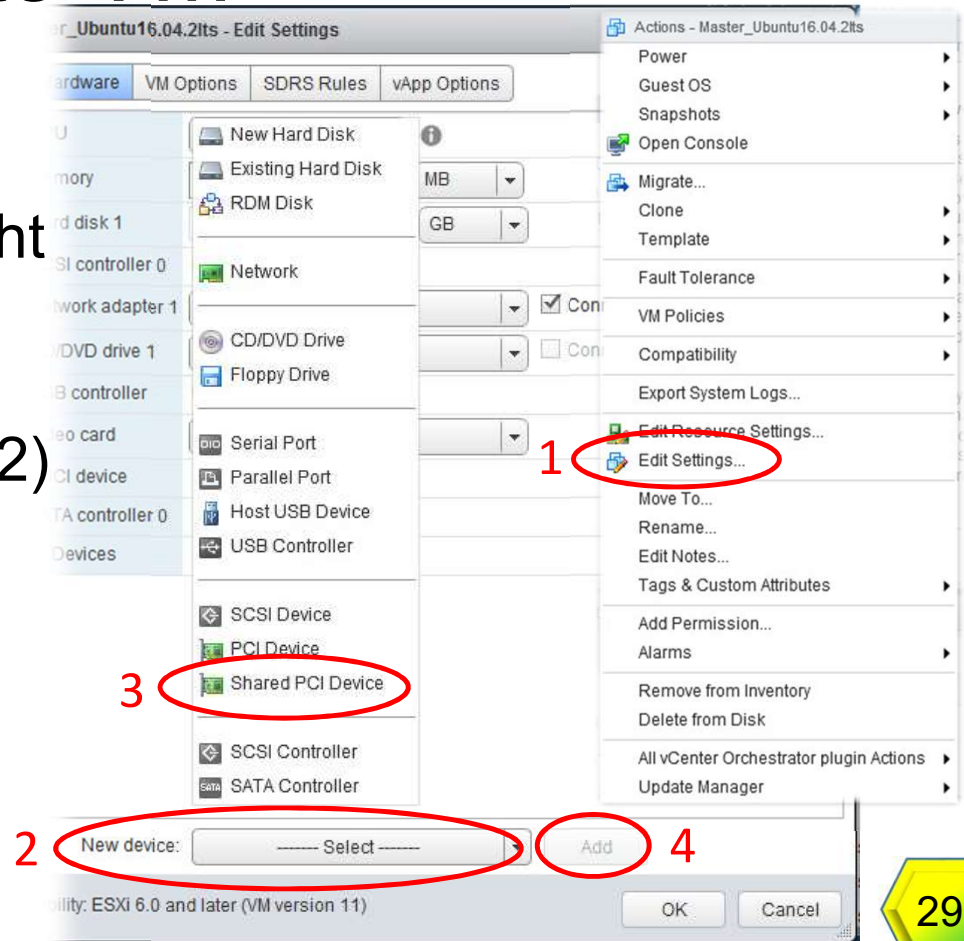 ht
2)
r_Ubuntu16.04.2lts - Edit Settings
ardware VM Options SDRS Rules vApp Options
U
mory MB
rd disk 1 GB
SI controller 0
twork adapter 1 Conn
/DVD drive 1 Conn
B controller
eo card
CI device
TA controller 0
Devices
New Hard Disk
Existing Hard Disk
RDM Disk
Network
CD/DVD Drive
Floppy Drive
Serial Port
Parallel Port
Host USB Device
USB Controller
SCSI Device
PCI Device
3 Shared PCI Device
SCSI Controller
SATA Controller
2 New device: ------- Select ------- Add 4
bility: ESXi 6.0 and later (VM version 11)
OK Cancel
Actions - Master_Ubuntu16.04.2lts
Power
Guest OS
Snapshots
Open Console
Migrate...
Clone
Template
Fault Tolerance
VM Policies
Compatibility
Export System Logs...
Edit Resource Settings...
1 Edit Settings...
Move To...
Rename...
Edit Notes...
Tags & Custom Attributes
Add Permission...
Alarms
Remove from Inventory
Delete from Disk
All vCenter Orchestrator plugin Actions
Update Manager
29